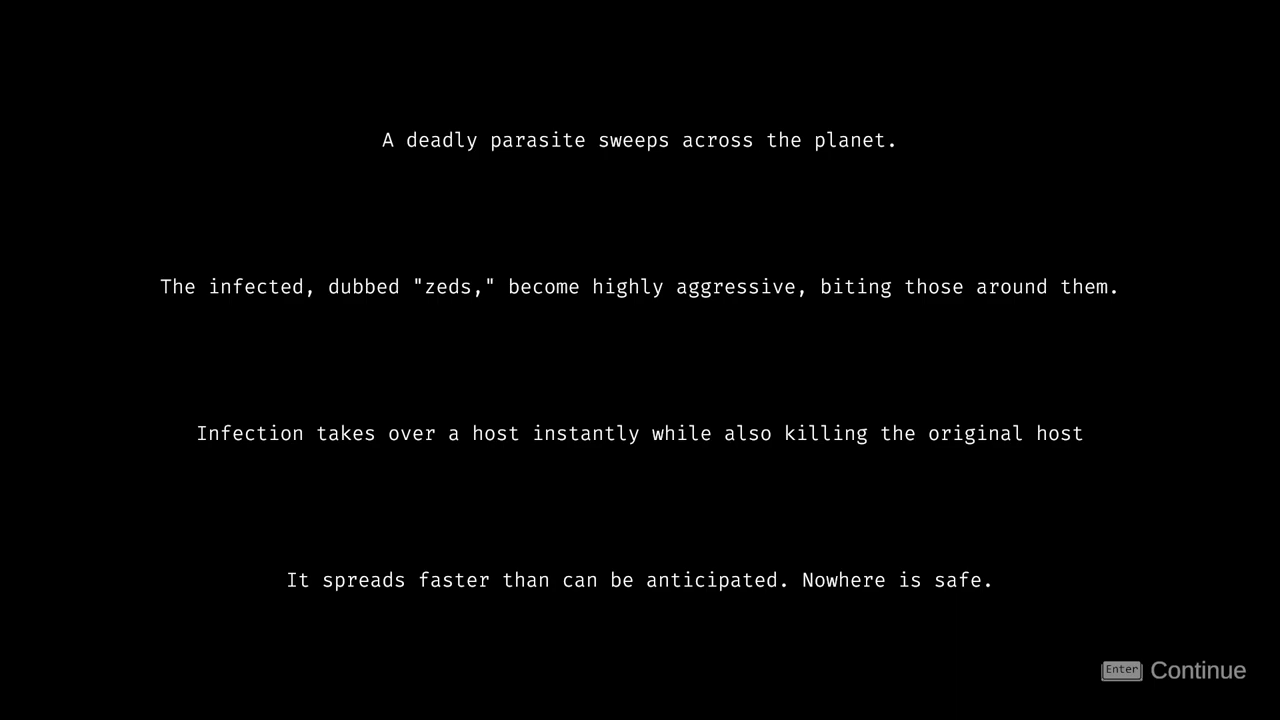 A deadly parasite sweeps across the planet.
The infected, dubbed "zeds," become highly aggressive, biting those around them.
Infection takes over a host instantly while also killing the original host
It spreads faster than can be anticipated. Nowhere is safe.
Enter Continue